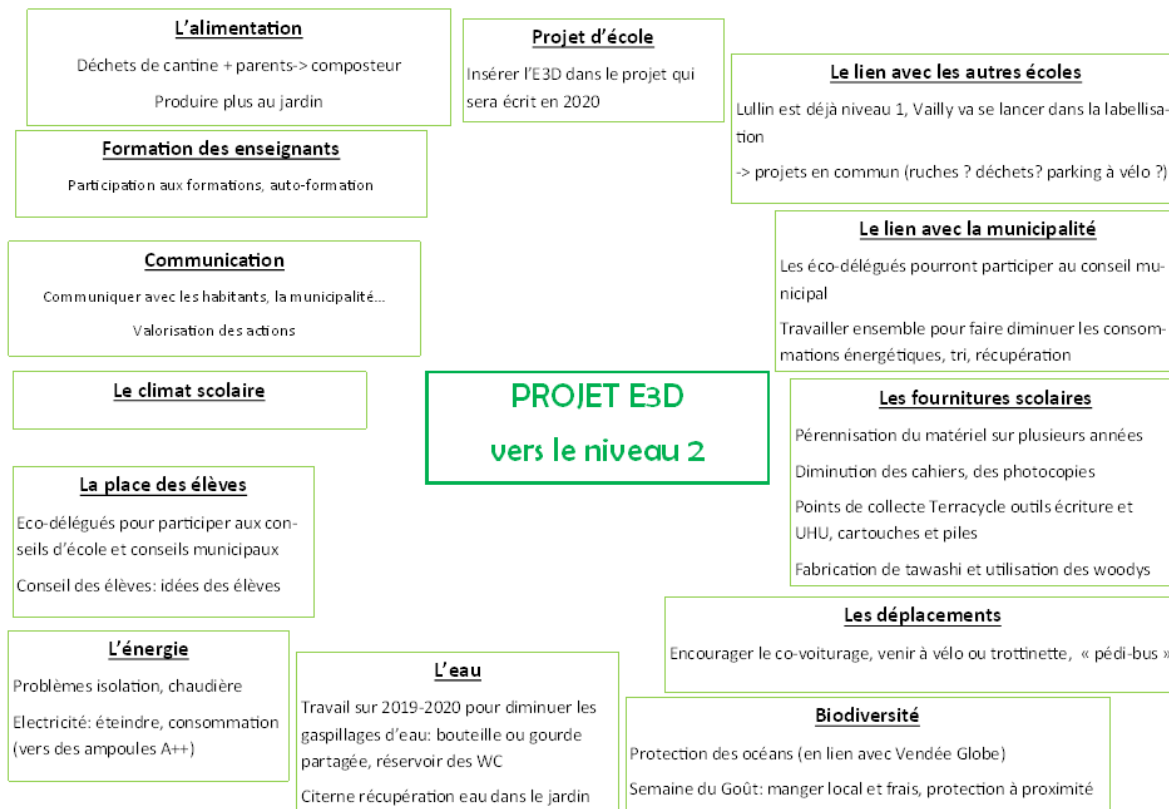 L'alimentation
Déchets de cantine + parents-> composteur
Produire plus au jardin
Projet d'école
Insérer l'E3D dans le projet qui
sera écrit en 2020
Le lien avec les autres écoles
Lullin est déjà niveau 1, Vailly va se lancer dans la labellisa-
tion
-> projets en commun (ruches ? déchets? parking à vélo ?)
Formation des enseignants
Participation aux formations, auto-formation
Le lien avec la municipalité
Les éco-délégués pourront participer au conseil mu-
nicipal
Travailler ensemble pour faire diminuer les consom-
mations énergétiques, tri, récupération
Communication
Communiquer avec les habitants, la municipalité...
Valorisation des actions
Le climat scolaire
PROJET E3D
vers le niveau 2
Les fournitures scolaires
Pérennisation du matériel sur plusieurs années
Diminution des cahiers, des photocopies
Points de collecte Terracycle outils écriture et
UHU, cartouches et piles
Fabrication de tawashi et utilisation des woodys
La place des élèves
Eco-délégués pour participer aux con-
seils d'école et conseils municipaux
Conseil des élèves: idées des élèves
Les déplacements
Encourager le co-voiturage, venir à vélo ou trottinette, « pédi-bus »
L'énergie
Problèmes isolation, chaudière
Electricité: éteindre, consommation
(vers des ampoules A++)
L'eau
Travail sur 2019-2020 pour diminuer les
gaspillages d'eau: bouteille ou gourde
partagée, réservoir des WC
Citerne récupération eau dans le jardin
Biodiversité
Protection des océans (en lien avec Vendée Globe)
Semaine du Goût: manger local et frais, protection à proximité